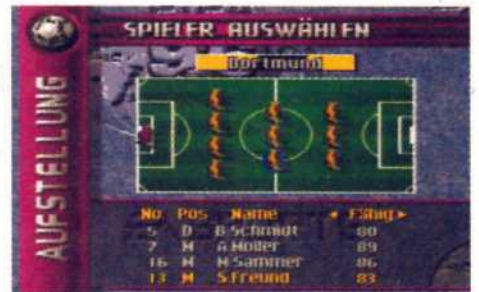 SPIELER AUSWÄHLEN
Dortmund
AUFSTELLUNG
No. Pos Name ◄ Fähig ►
5 D B Schmidt 80
7 M A Möller 89
16 M M Sammer 86
13 M S Freund 83